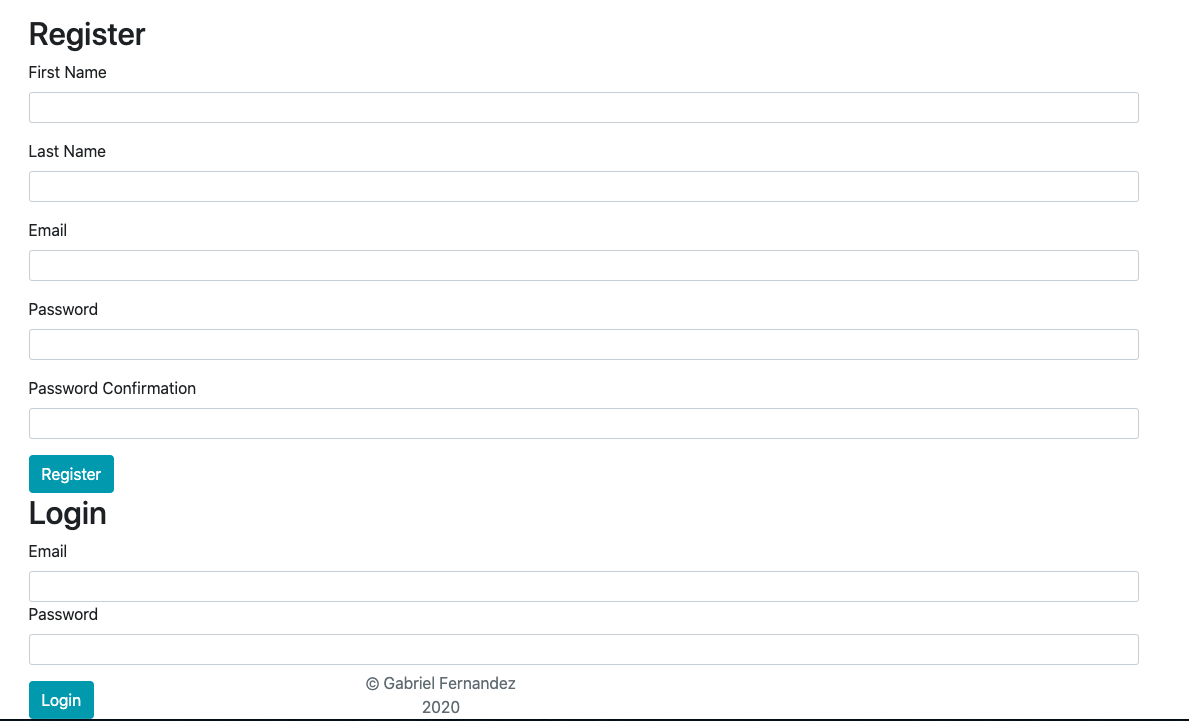 Register
First Name
Last Name
Email
Password
Password Confirmation
Register
Login
Email
Password
Login
© Gabriel Fernandez
2020